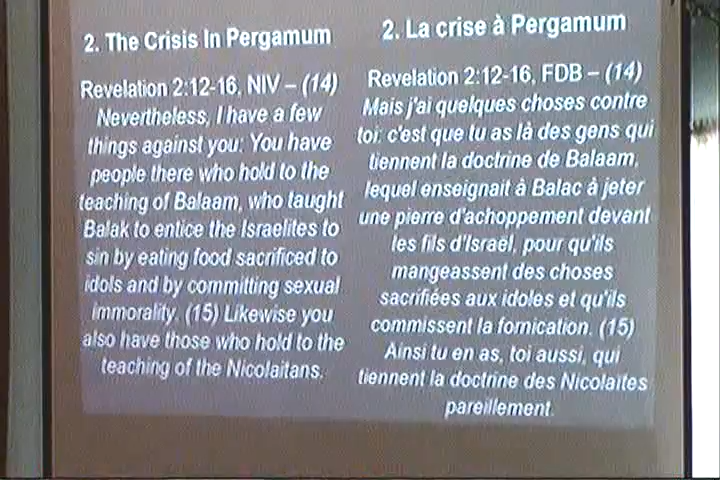 2. The Crisis In Pergamum
Revelation 2:12-16, NIV – (14)
Nevertheless, I have a few
things against you: You have
people there who hold to the
teaching of Balaam, who taught
Balak to entice the Israelites to
sin by eating food sacrificed to
idols and by committing sexual
immorality. (15) Likewise you
also have those who hold to the
teaching of the Nicolaitans.
2. La crise à Pergamum
Revelation 2:12-16, FDB – (14)
Mais j'ai quelques choses contre
toi: c'est que tu as là des gens qui
tiennent la doctrine de Balaam,
lequel enseignait à Balac à jeter
une pierre d'achoppement devant
les fils d'Israël, pour qu'ils
mangeassent des choses
sacrifiées aux idoles et qu'ils
commissent la fornication. (15)
Ainsi tu en as, toi aussi, qui
tiennent la doctrine des Nicolaïtes
pareillement.